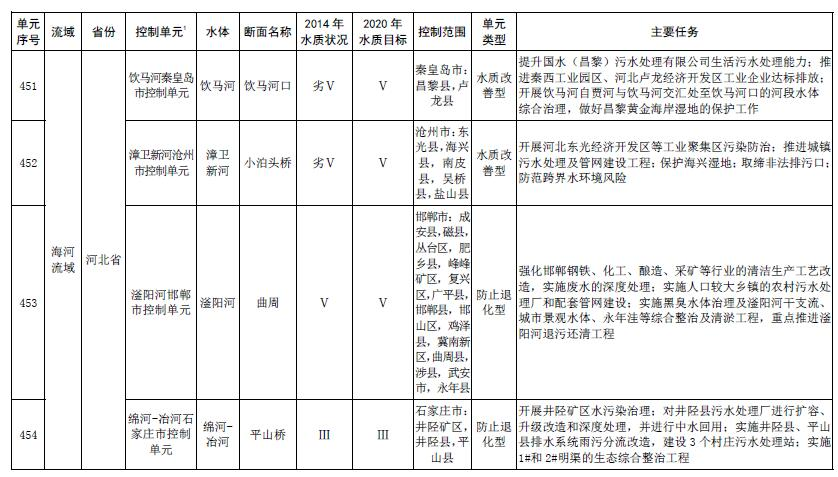 单元
序号
流域
省份
控制单元1
水体
断面名称
2014年
水质状况
2020年
水质目标
控制范围
单元
类型
主要任务
海河
流域
河北省
451
饮马河秦皇岛
市控制单元
饮马河
饮马河口
劣Ⅴ
Ⅴ
秦皇岛市：
昌黎县,卢
龙县
水质改
善型
提升国水（昌黎）污水处理有限公司生活污水处理能力；推
进秦西工业园区、河北卢龙经济开发区工业企业达标排放；
开展饮马河自贾河与饮马河交汇处至饮马河口的河段水体
综合治理，做好昌黎黄金海岸湿地的保护工作
452
漳卫新河沧州
市控制单元
漳卫
新河
小泊头桥
劣Ⅴ
Ⅴ
沧州市：东
光县,海兴
县，南皮
县，吴桥
县,盐山县
水质改
善型
开展河北东光经济开发区等工业聚集区污染防治；推进城镇
污水处理及管网建设工程；保护海兴湿地；取缔非法排污口；
防范跨界水环境风险
453
滏阳河邯郸
市控制单元
滏阳河
曲周
Ⅴ
Ⅴ
邯郸市：成
安县,磁县,
丛台区，肥
乡县，峰峰
矿区，复兴
区,广平县,
邯郸县，邯
山区，鸡泽
县，冀南新
区,曲周县,
涉县，武安
市，永年县
防止退
化型
强化邯郸钢铁、化工、酿造、采矿等行业的清洁生产工艺改
造，实施废水的深度处理；实施人口较大乡镇的农村污水处
理厂和配套管网建设；实施黑臭水体治理及滏阳河干支流、
城市景观水体、永年洼等综合整治及清淤工程，重点推进滏
阳河退污还清工程
454
绵河-冶河石
家庄市控制
单元
绵河-
冶河
平山桥
Ⅲ
Ⅲ
石家庄市：
井陉矿区,
井陉县,平
山县
防止退
化型
开展井陉矿区水污染治理；对井陉县污水处理厂进行扩容、
升级改造和深度处理，并进行中水回用；实施井陉县、平山
县排水系统雨污分流改造，建设3个村庄污水处理站；实施
1#和2#明渠的生态综合整治工程